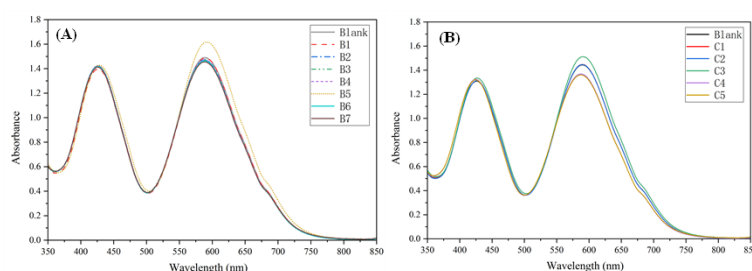 (A)
Blank
B1
B2
B3
B4
B5
B6
B7
Absorbance
1.8
1.6
1.4
1.2
1.0
0.8
0.6
0.4
0.2
0.0
350 400 450 500 550 600 650 700 750 800 850
Wavelength (nm)
(B)
Blank
C1
C2
C3
C4
C5
Absorbance
1.8
1.6
1.4
1.2
1.0
0.8
0.6
0.4
0.2
0.0
350 400 450 500 550 600 650 700 750 800 850
Wavelength (nm)